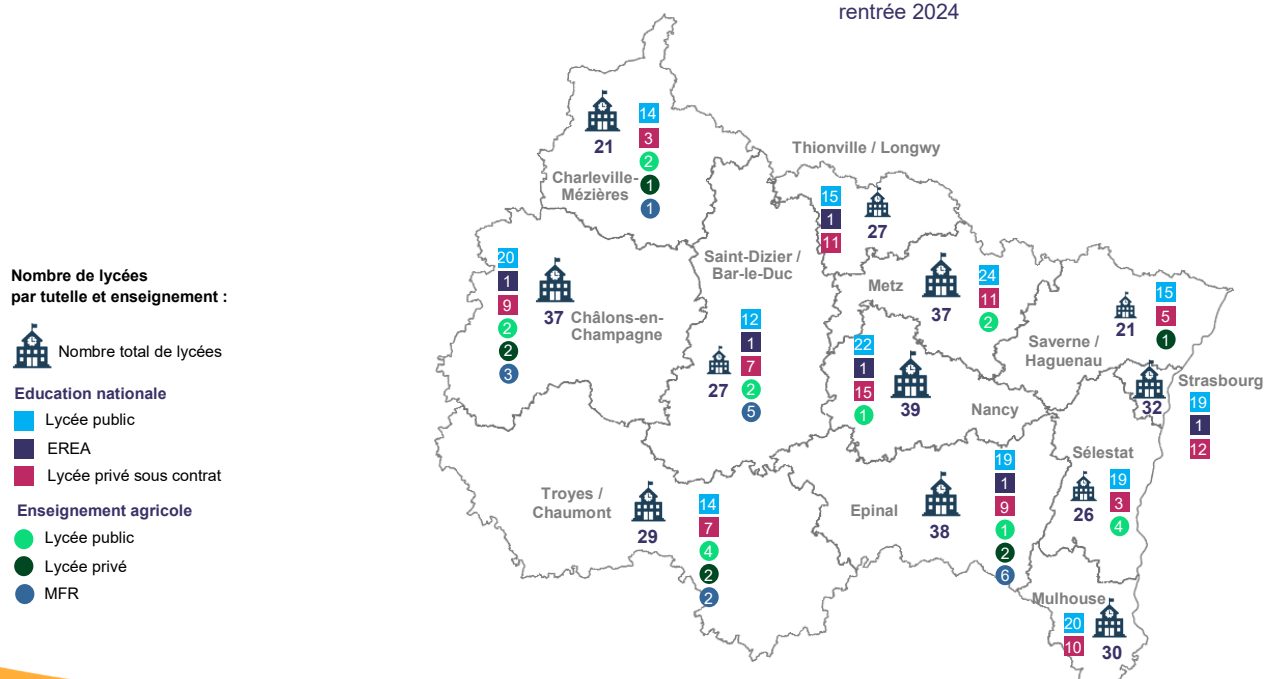 rentrée 2024
14
3
2
1
1
21
Charleville-
Mézières
Thionville / Longwy
15
1
11
27
20
1
9
2
2
3
37
Châlons-en-
Champagne
Saint-Dizier /
Bar-le-Duc
12
1
7
2
5
27
Metz
37
24
11
2
15
5
1
21
Saverne /
Haguenau
22
1
15
1
39
Nancy
Strasbourg
32
19
1
12
Nombre de lycées
par tutelle et enseignement :
Nombre total de lycées
Education nationale
Lycée public
EREA
Lycée privé sous contrat
Enseignement agricole
Lycée public
Lycée privé
MFR
Troyes /
Chaumont
29
14
7
4
2
2
Epinal
38
19
1
9
1
2
6
Sélestat
26
19
3
4
Mulhouse
20
10
30